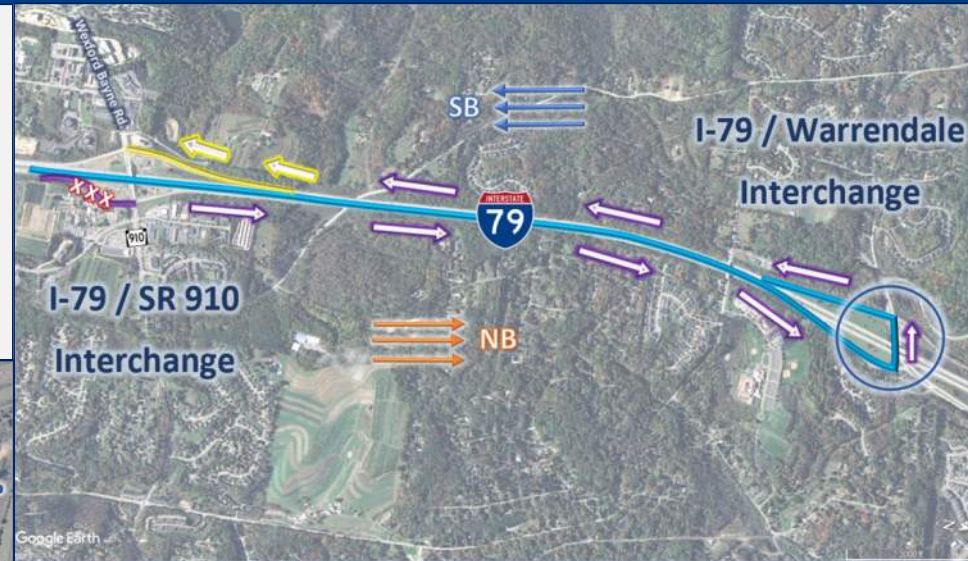 Wexford Bayne Rd.
SB
I-79 / Warrendale
Interchange
XXX
INTERSTATE
79
910
I-79 / SR 910
Interchange
NB
Google Earth
N